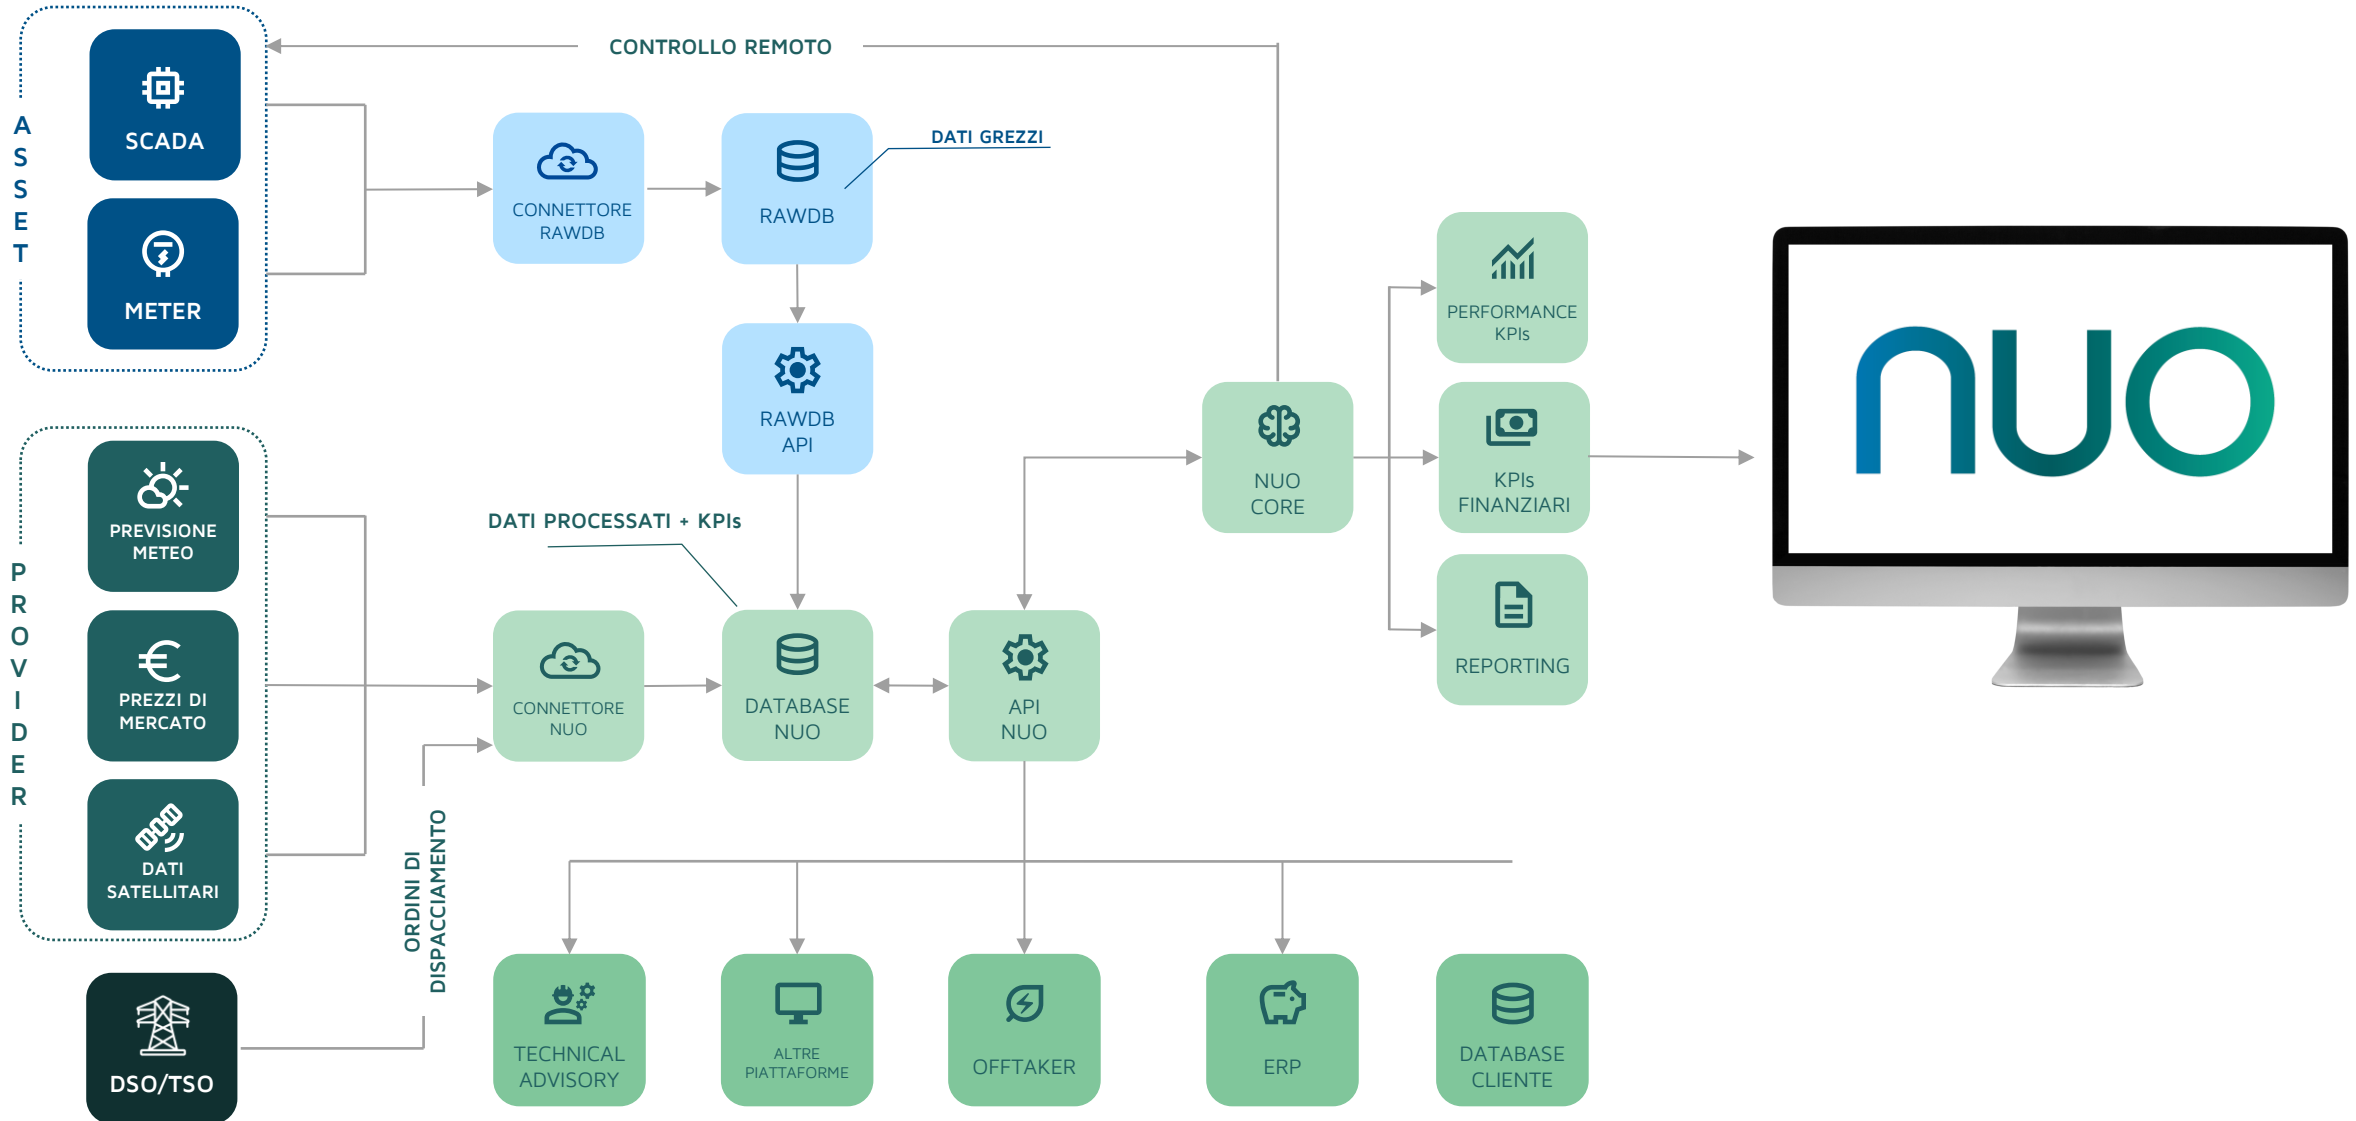 CONTROLLO REMOTO
ASSET
SCADA
METER
CONNETTORE
RAWDB
RAWDB
DATI GREZZI
RAWDB
API
PROVIDER
PREVISIONE
METEO
PREZZI DI
MERCATO
DATI
SATELLITARI
DSO/TSO
ORDINI DI
DISPACCIAMENTO
DATI PROCESSATI + KPIs
CONNETTORE
NUO
DATABASE
NUO
API
NUO
NUO
CORE
PERFORMANCE
KPIs
KPIs
FINANZIARI
REPORTING
nuo
TECHNICAL
ADVISORY
ALTRE
PIATTAFORME
OFFTAKER
ERP
DATABASE
CLIENTE